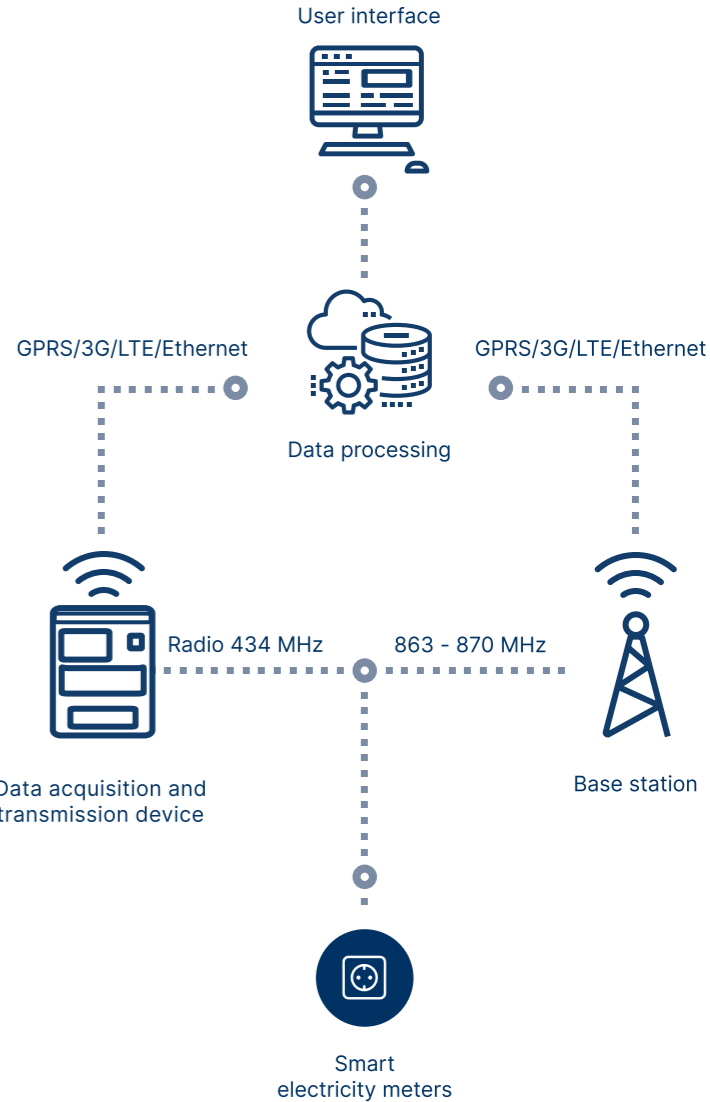 User interface
GPRS/3G/LTE/Ethernet
GPRS/3G/LTE/Ethernet
Data processing
Radio 434 MHz
863 - 870 MHz
Data acquisition and
transmission device
Base station
Smart
electricity meters